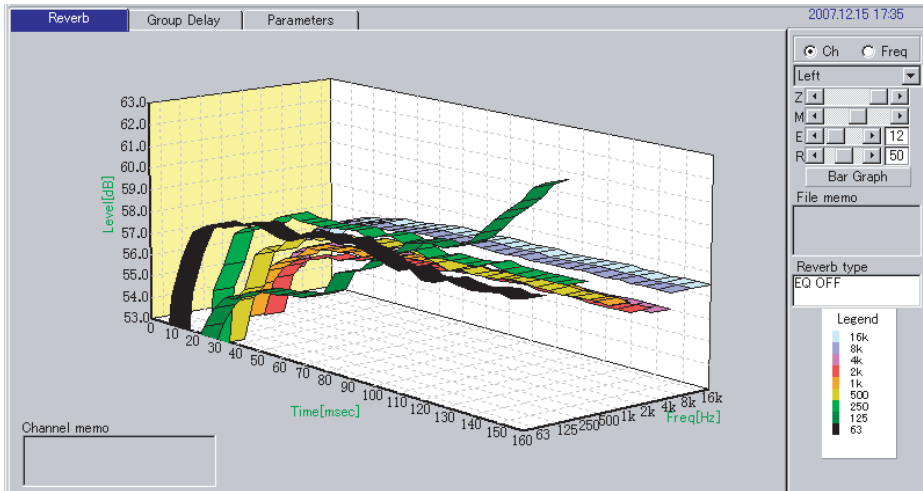 Reverb
Group Delay
Parameters
2007.12.15 17:35
Ch
Freq
Left
Z
M
E 12
R 50
Bar Graph
File memo
Reverb type
EQ OFF
Legend
16k
8k
4k
2k
1k
500
250
125
63
Level[dB]
63.0
62.0
61.0
60.0
59.0
58.0
57.0
56.0
55.0
54.0
53.0
0 10 20 30 40 50 60 70 80 90 100 110 120 130 140 150 160
Time[msec]
63 125 250 500 1k 2k 4k 8k 16k
Freq[Hz]
Channel memo